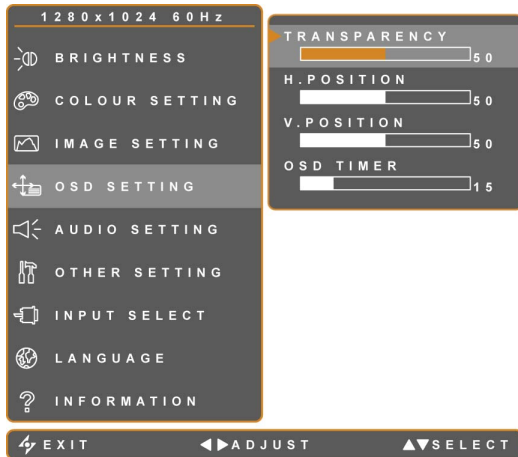 1280x1024 60Hz
BRIGHTNESS
COLOUR SETTING
IMAGE SETTING
OSD SETTING
AUDIO SETTING
OTHER SETTING
INPUT SELECT
LANGUAGE
INFORMATION
TRANSPARENCY
50
H.POSITION
50
V.POSITION
50
OSD TIMER
15
EXIT ADJUST SELECT